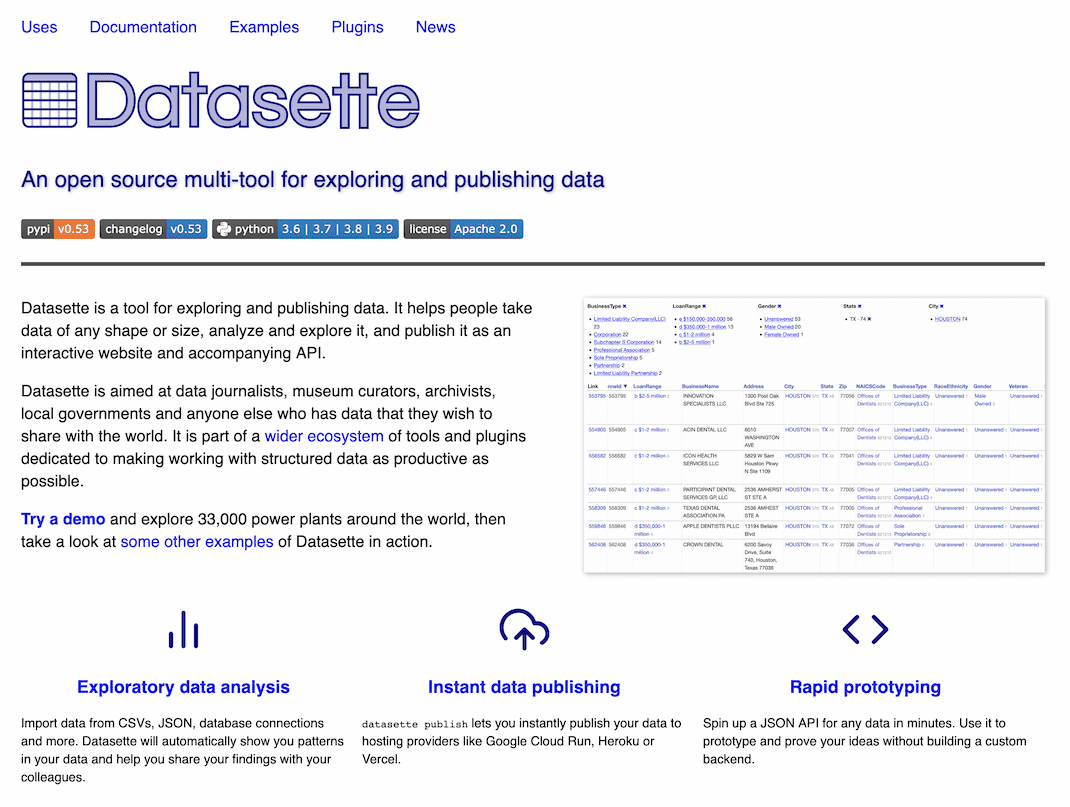 Uses Documentation Examples Plugins News
Datasette
An open source multi-tool for exploring and publishing data
pypi v0.53 changelog v0.53 python 3.6 | 3.7 | 3.8 | 3.9 license Apache 2.0
Datasette is a tool for exploring and publishing data. It helps people take
data of any shape or size, analyze and explore it, and publish it as an
interactive website and accompanying API.
Datasette is aimed at data journalists, museum curators, archivists,
local governments and anyone else who has data that they wish to
share with the world. It is part of a wider ecosystem of tools and plugins
dedicated to making working with structured data as productive as
possible.
Try a demo and explore 33,000 power plants around the world, then
take a look at some other examples of Datasette in action.
BusinessType ✖ LoanRange ✖ Gender ✖ State ✖ City ✖
Limited Liability Company(LLC) 23
Corporation 22
Subchapter S Corporation 14
Professional Association 5
Sole Proprietorship 5
Partnership 2
Limited Liability Partnership 2
e $150,000-350,000 56
d $350,000-1 million 13
c $1-2 million 4
b $2-5 million 1
Unanswered 53
Male Owned 20
Female Owned 1
TX 74 ✖
HOUSTON 74
Link rowid ▼ LoanRange BusinessName Address City State Zip NAICSCode BusinessType RaceEthnicity Gender Veteran
553795 553795 b $2-5 million INNOVATION SPECIALISTS LLC 1300 Post Oak Blvd Ste 725 HOUSTON TX 77056 Offices of Dentists Limited Liability Company(LLC) Unanswered Male Owned Unanswered
554905 554905 c $1-2 million ACIN DENTAL LLC 6010 WASHINGTON AVE HOUSTON TX 77007 Offices of Dentists Limited Liability Company(LLC) Unanswered Unanswered Unanswered
556582 556582 c $1-2 million ICON HEALTH SERVICES LLC 5829 W Sam Houston Pkwy N Ste 1109 HOUSTON TX 77041 Offices of Dentists Limited Liability Company(LLC) Unanswered Unanswered Unanswered
557446 557446 c $1-2 million PARTICIPANT DENTAL SERVICES GP, LLC 2536 AMHERST ST STE A HOUSTON TX 77005 Offices of Dentists Limited Liability Company(LLC) Unanswered Unanswered Unanswered
558309 558309 c $1-2 million TEXAS DENTAL ASSOCIATION PA 2536 AMHEST STE A HOUSTON TX 77005 Offices of Dentists Professional Association Unanswered Unanswered Unanswered
559846 559846 d $350,000-1 million APPLE DENTISTS PLLC 13194 Bellaire Blvd HOUSTON TX 77072 Offices of Dentists Sole Proprietorship Unanswered Unanswered Unanswered
562408 562408 d $350,000-1 million CROWN DENTAL 6200 Savoy Drive, Suite 740, Houston, Texas 77036 HOUSTON TX 77036 Offices of Dentists Partnership Unanswered Unanswered Unanswered
Exploratory data analysis
Import data from CSVs, JSON, database connections
and more. Datasette will automatically show you patterns
in your data and help you share your findings with your
colleagues.
Instant data publishing
datasette publish lets you instantly publish your data to
hosting providers like Google Cloud Run, Heroku or
Vercel.
Rapid prototyping
Spin up a JSON API for any data in minutes. Use it to
prototype and prove your ideas without building a custom
backend.